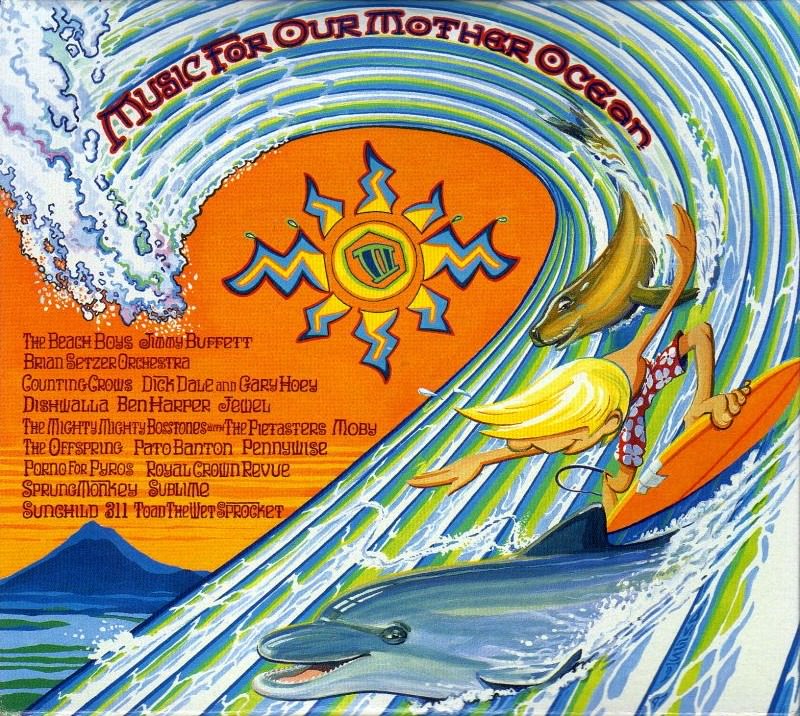 Music For Our Mother Ocean
III
The Beach Boys Jimmy Buffett
Brian Setzer Orchestra
Counting Crows Dick Dale and Gary Hoey
Dishwalla Ben Harper Jewel
The Mighty Mighty Bosstones with The Pietasters Moby
The Offspring Pato Banton Pennywise
Porno For Pyros Royal Crown Revue
Sprung Monkey Sublime
Sunchild 311 Toad The Wet Sprocket